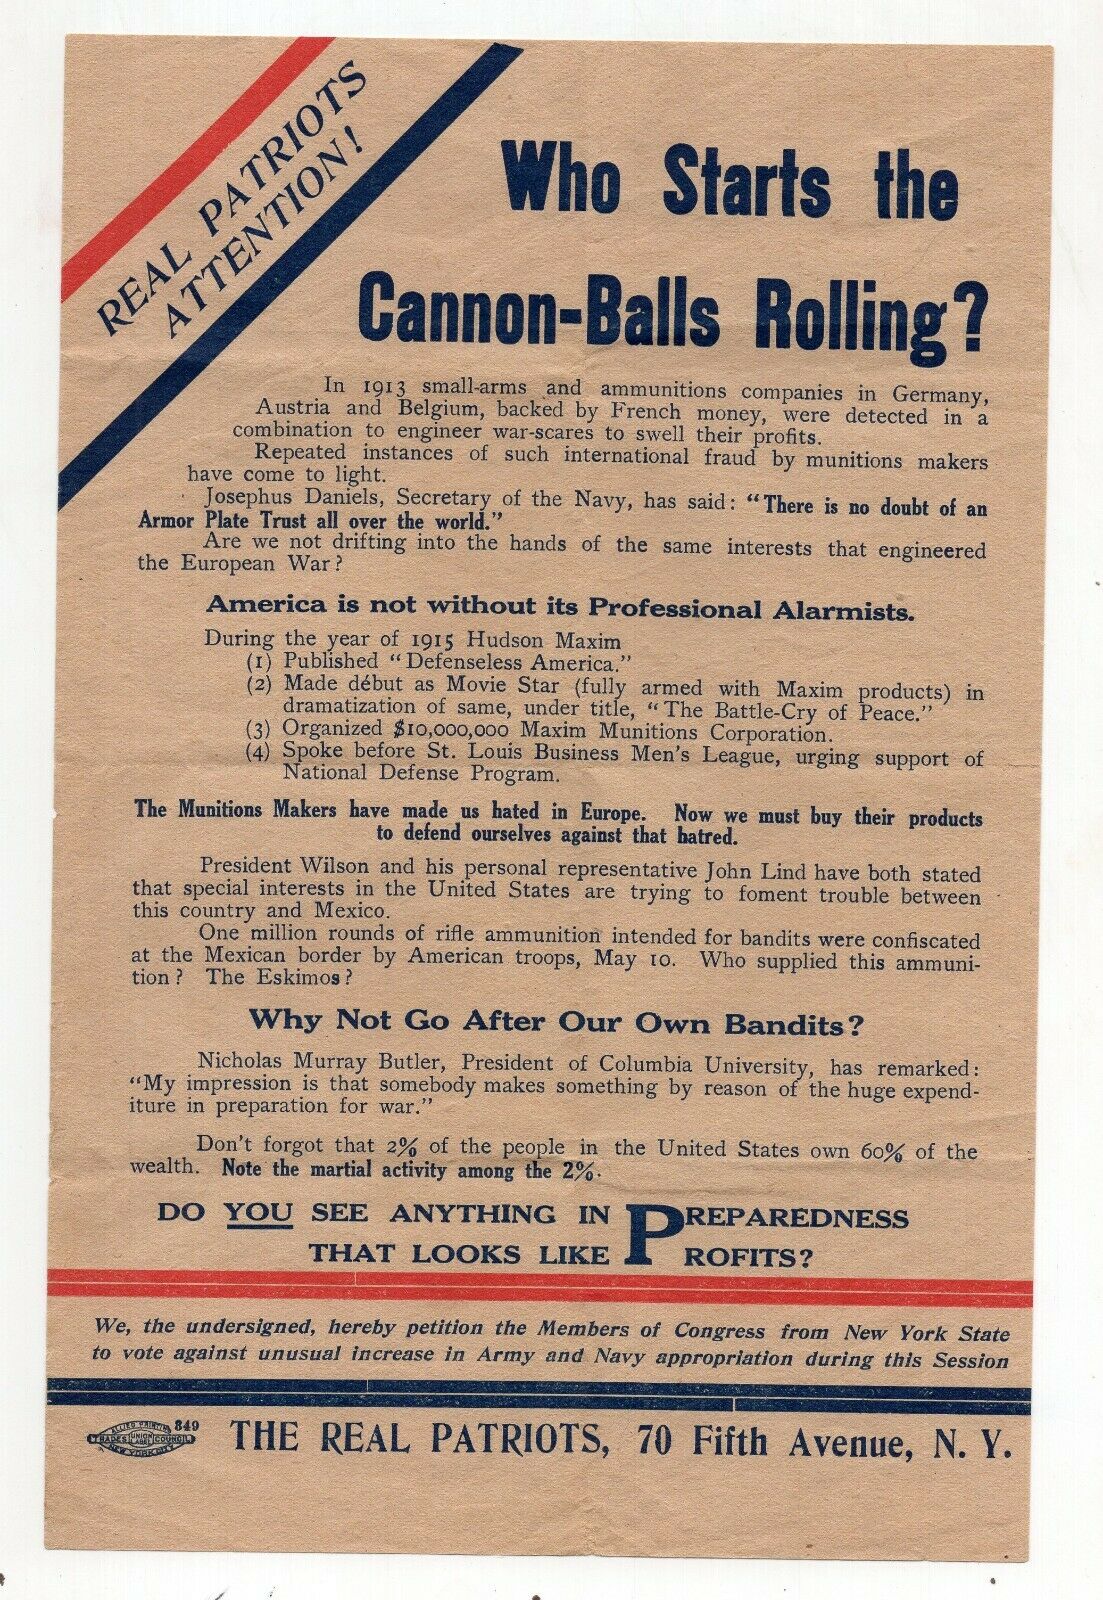 REAL PATRIOTS
ATTENTION!
Who Starts the
Cannon-Balls Rolling?
In 1913 small-arms and ammunitions companies in Germany,
Austria and Belgium, backed by French money, were detected in a
combination to engineer war-scares to swell their profits.
Repeated instances of such international fraud by munitions makers
have come to light.
Josephus Daniels, Secretary of the Navy, has said: "There is no doubt of an
Armor Plate Trust all over the world."
Are we not drifting into the hands of the same interests that engineered
the European War?
America is not without its Professional Alarmists.
During the year of 1915 Hudson Maxim
(1) Published "Defenseless America."
(2) Made début as Movie Star (fully armed with Maxim products) in
dramatization of same, under title, "The Battle-Cry of Peace."
(3) Organized $10,000,000 Maxim Munitions Corporation.
(4) Spoke before St. Louis Business Men's League, urging support of
National Defense Program.
The Munitions Makers have made us hated in Europe. Now we must buy their products
to defend ourselves against that hatred.
President Wilson and his personal representative John Lind have both stated
that special interests in the United States are trying to foment trouble between
this country and Mexico.
One million rounds of rifle ammunition intended for bandits were confiscated
at the Mexican border by American troops, May 10. Who supplied this ammuni-
tion? The Eskimos?
Why Not Go After Our Own Bandits?
Nicholas Murray Butler, President of Columbia University, has remarked:
"My impression is that somebody makes something by reason of the huge expend-
iture in preparation for war."
Don't forgot that 2% of the people in the United States own 60% of the
wealth. Note the martial activity among the 2%.
DO YOU SEE ANYTHING IN PREPAREDNESS
THAT LOOKS LIKE PROFITS?
We, the undersigned, hereby petition the Members of Congress from New York State
to vote against unusual increase in Army and Navy appropriation during this Session
ALLIED PRINTING
TRADES UNION LABEL COUNCIL
NEW YORK CITY
849
THE REAL PATRIOTS, 70 Fifth Avenue, N. Y.